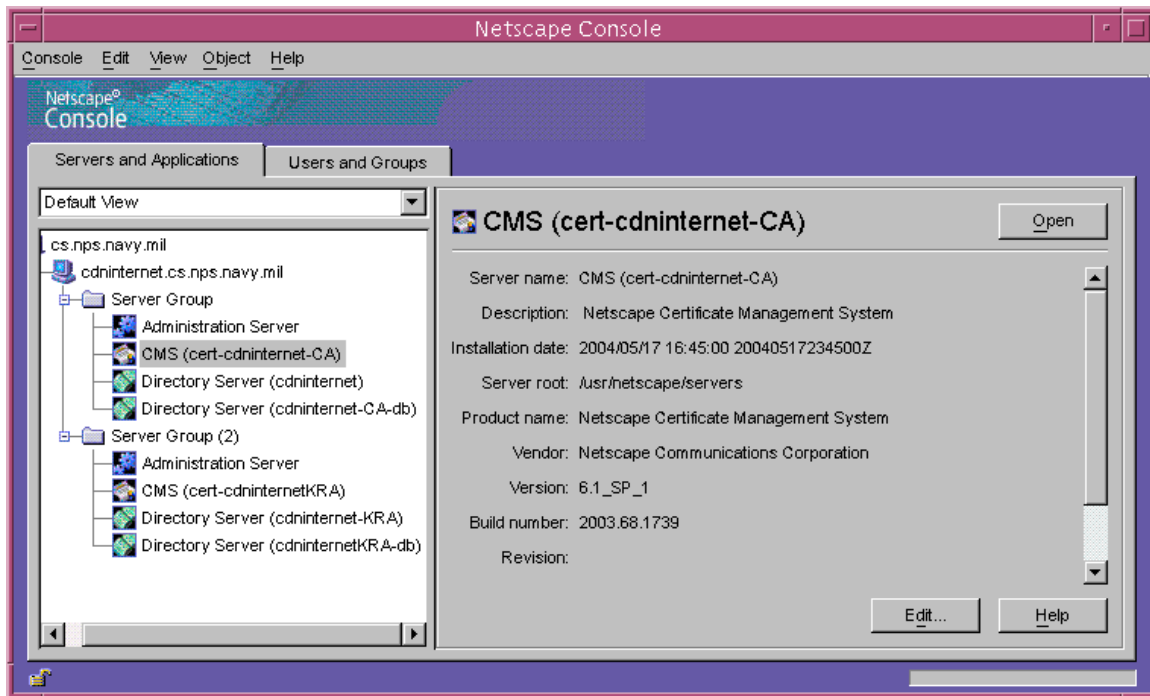 Netscape Console
Console Edit View Object Help
Netscape®
Console
Servers and Applications
Users and Groups
Default View
cs.nps.navy.mil
cdninternet.cs.nps.navy.mil
Server Group
Administration Server
CMS (cert-cdninternet-CA)
Directory Server (cdninternet)
Directory Server (cdninternet-CA-db)
Server Group (2)
Administration Server
CMS (cert-cdninternetKRA)
Directory Server (cdninternet-KRA)
Directory Server (cdninternetKRA-db)
CMS (cert-cdninternet-CA)
Open
Server name: CMS (cert-cdninternet-CA)
Description: Netscape Certificate Management System
Installation date: 2004/05/17 16:45:00 20040517234500Z
Server root: /usr/netscape/servers
Product name: Netscape Certificate Management System
Vendor: Netscape Communications Corporation
Version: 6.1_SP_1
Build number: 2003.68.1739
Revision:
Edit...
Help